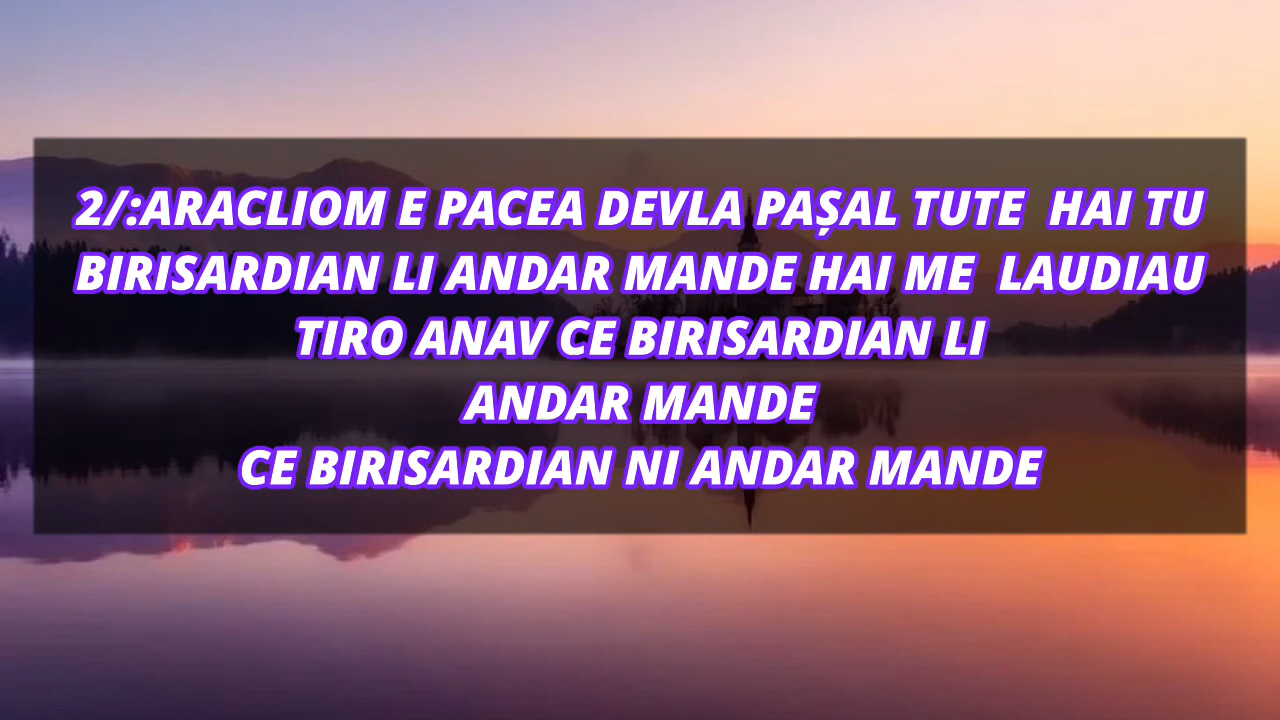 2/:ARACLIOM E PACEA DEVLA PAȘAL TUTE  HAI TU
BIRISARDIAN LI ANDAR MANDE HAI ME  LAUDIAU
TIRO ANAV CE BIRISARDIAN LI
ANDAR MANDE
CE BIRISARDIAN NI ANDAR MANDE